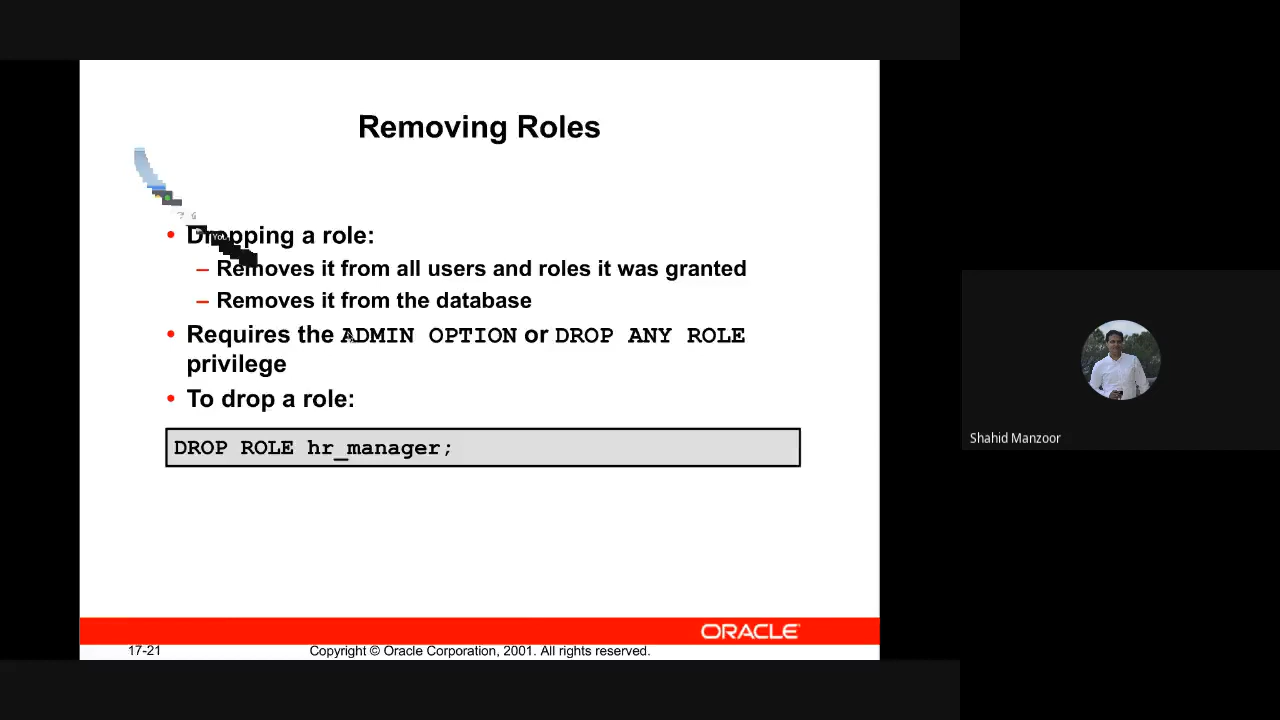 Removing Roles
• Dropping a role:
– Removes it from all users and roles it was granted
– Removes it from the database
• Requires the ADMIN OPTION or DROP ANY ROLE
privilege
• To drop a role:
DROP ROLE hr_manager;
ORACLE
17-21
Copyright © Oracle Corporation, 2001. All rights reserved.
Shahid Manzoor